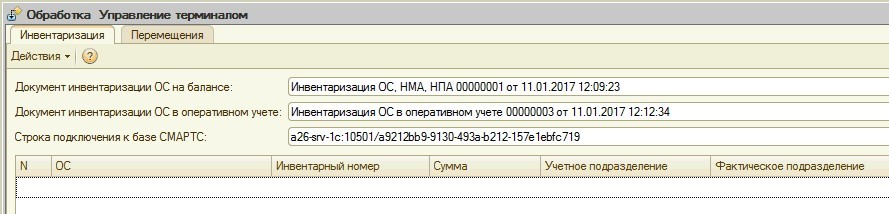 Обработка Управление терминалом
Инвентаризация Перемещения
Действия ?
Документ инвентаризации ОС на балансе: Инвентаризация ОС, НМА, НПА 00000001 от 11.01.2017 12:09:23
Документ инвентаризации ОС в оперативном учете: Инвентаризация ОС в оперативном учете 00000003 от 11.01.2017 12:12:34
Строка подключения к базе СМАРТС: a26-srv-1c:10501/a9212bb9-9130-493a-b212-157e1ebfc719
N ОС Инвентарный номер Сумма Учетное подразделение Фактическое подразделение